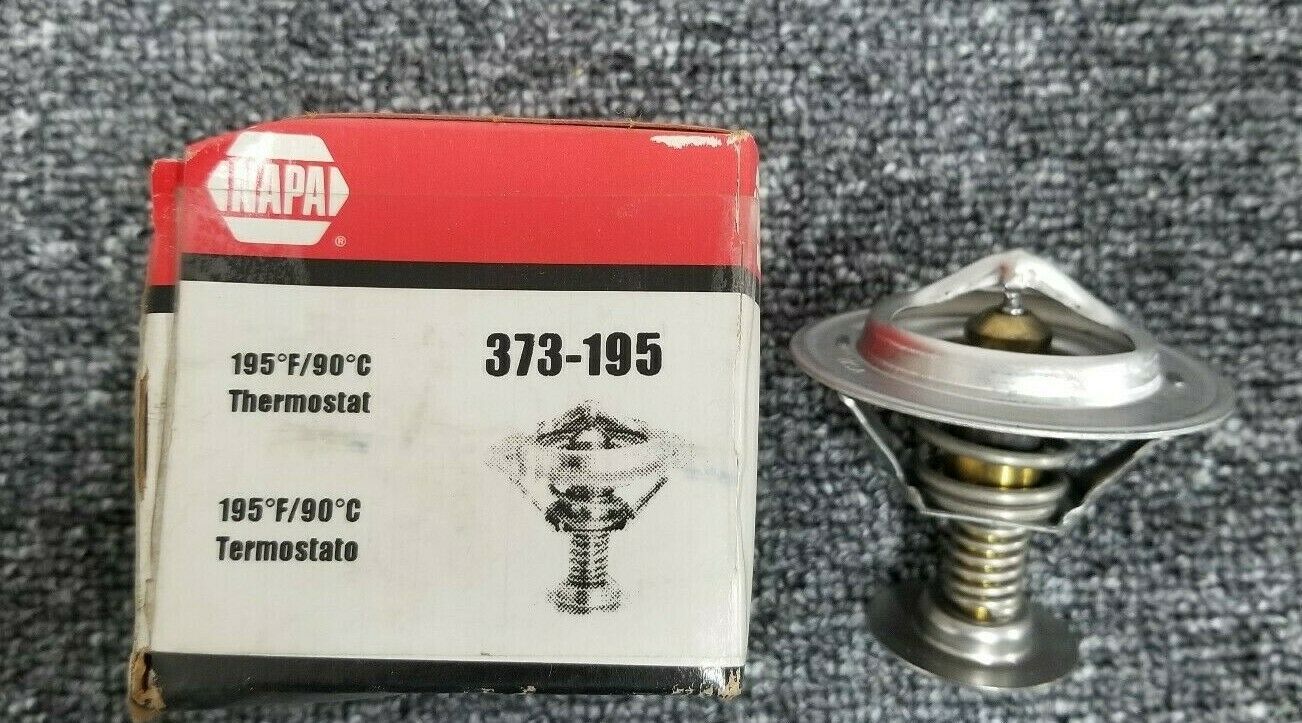 NAPA
®
373-195
195°F/90°C
Thermostat
195°F/90°C
Termostato